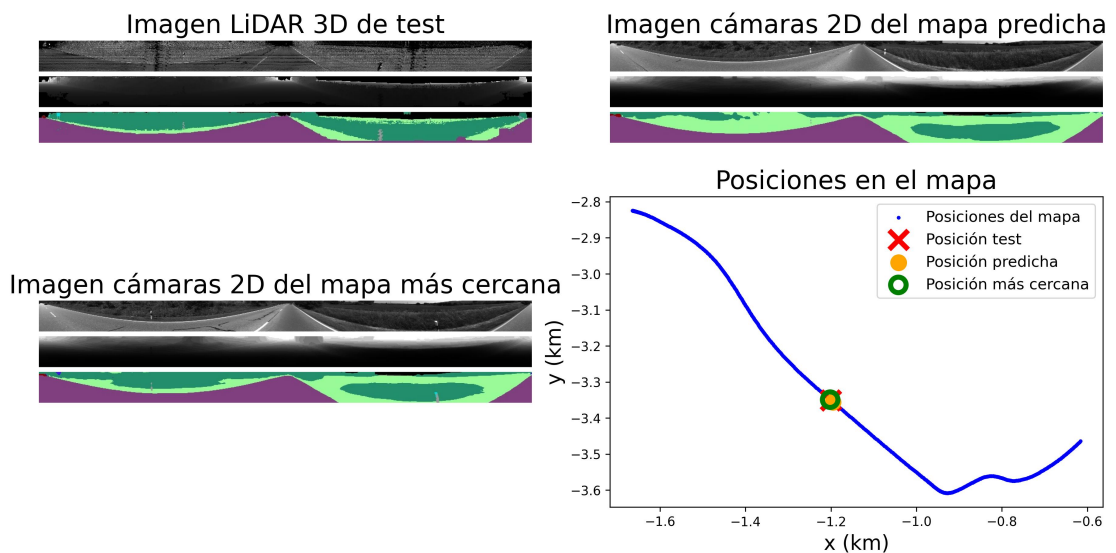 Imagen LiDAR 3D de test
Imagen cámaras 2D del mapa predicha
Imagen cámaras 2D del mapa más cercana
Posiciones en el mapa
Posiciones del mapa
Posición test
Posición predicha
Posición más cercana
y (km)
−2.8
−2.9
−3.0
−3.1
−3.2
−3.3
−3.4
−3.5
−3.6
−1.6
−1.4
−1.2
−1.0
−0.8
−0.6
x (km)